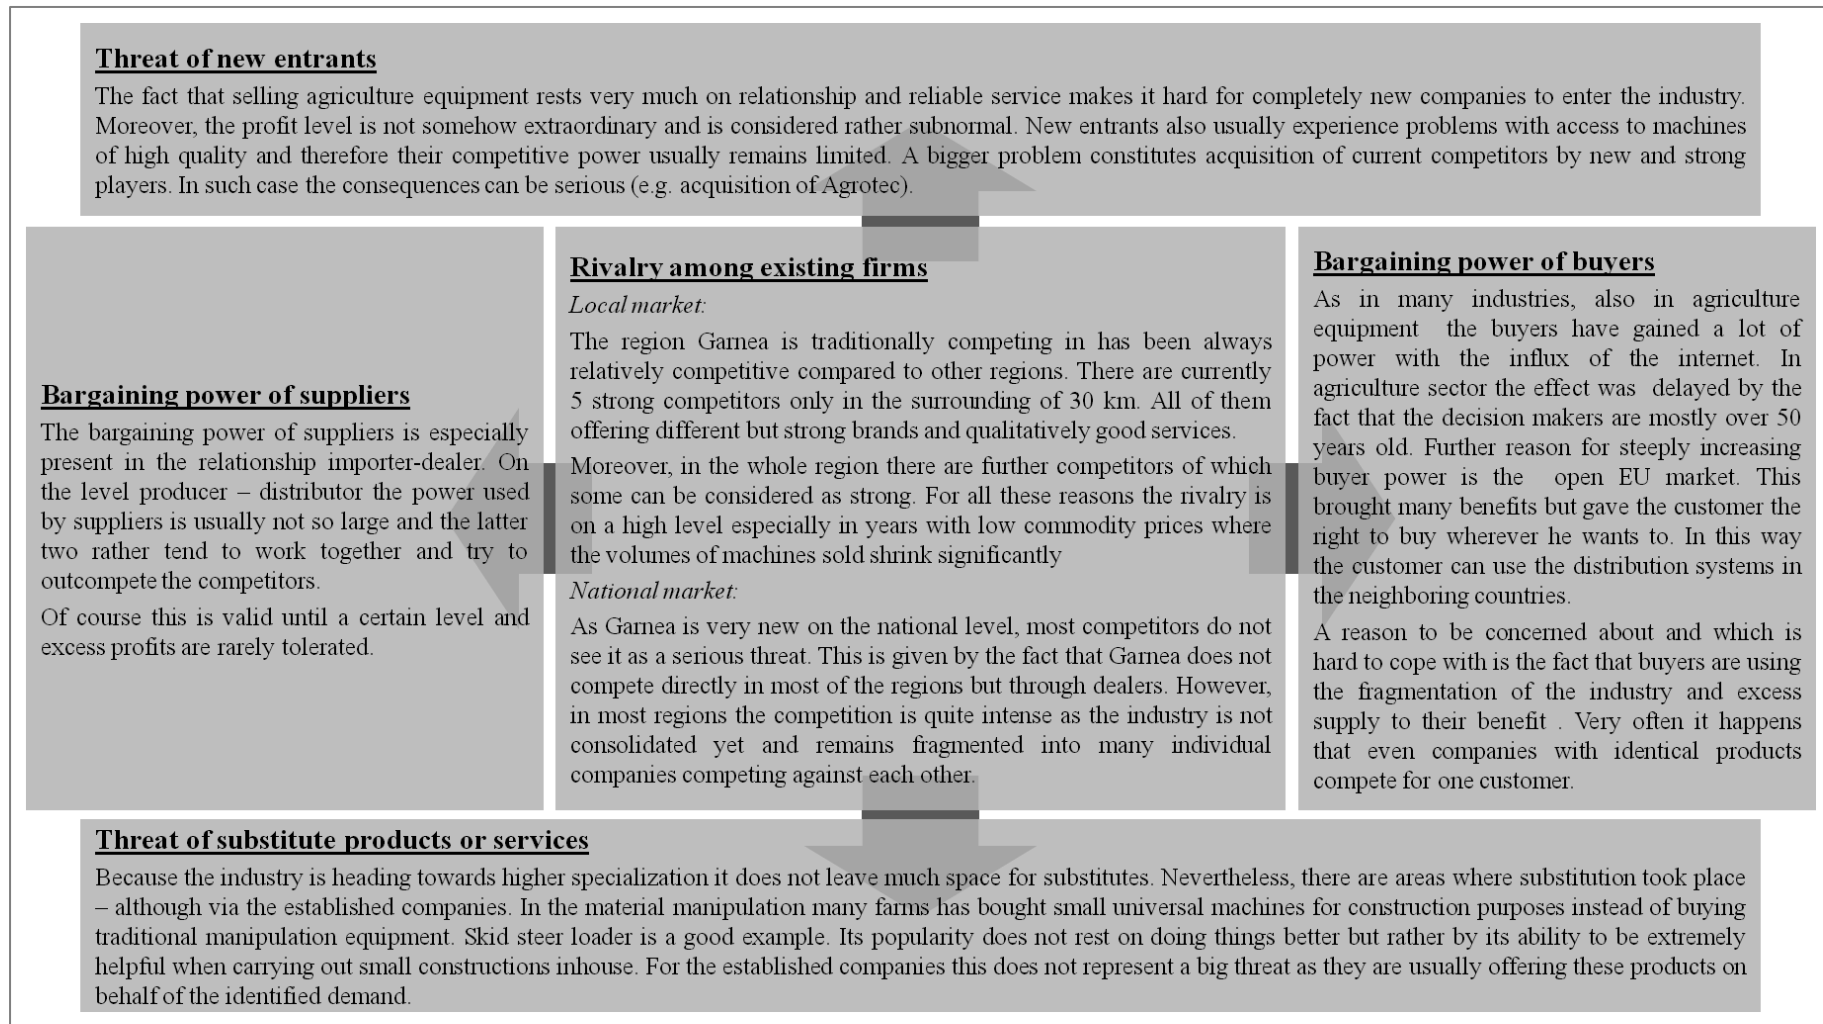 Threat of new entrants
The fact that selling agriculture equipment rests very much on relationship and reliable service makes it hard for completely new companies to enter the industry.
Moreover, the profit level is not somehow extraordinary and is considered rather subnormal. New entrants also usually experience problems with access to machines
of high quality and therefore their competitive power usually remains limited. A bigger problem constitutes acquisition of current competitors by new and strong
players. In such case the consequences can be serious (e.g. acquisition of Agrotec).
Bargaining power of suppliers
The bargaining power of suppliers is especially
present in the relationship importer-dealer. On
the level producer – distributor the power used
by suppliers is usually not so large and the latter
two rather tend to work together and try to
outcompete the competitors.
Of course this is valid until a certain level and
excess profits are rarely tolerated.
Rivalry among existing firms
Local market:
The region Garnea is traditionally competing in has been always
relatively competitive compared to other regions. There are currently
5 strong competitors only in the surrounding of 30 km. All of them
offering different but strong brands and qualitatively good services.
Moreover, in the whole region there are further competitors of which
some can be considered as strong. For all these reasons the rivalry is
on a high level especially in years with low commodity prices where
the volumes of machines sold shrink significantly
National market:
As Garnea is very new on the national level, most competitors do not
see it as a serious threat. This is given by the fact that Garnea does not
compete directly in most of the regions but through dealers. However,
in most regions the competition is quite intense as the industry is not
consolidated yet and remains fragmented into many individual
companies competing against each other.
Bargaining power of buyers
As in many industries, also in agriculture
equipment the buyers have gained a lot of
power with the influx of the internet. In
agriculture sector the effect was delayed by the
fact that the decision makers are mostly over 50
years old. Further reason for steeply increasing
buyer power is the open EU market. This
brought many benefits but gave the customer the
right to buy wherever he wants to. In this way
the customer can use the distribution systems in
the neighboring countries.
A reason to be concerned about and which is
hard to cope with is the fact that buyers are using
the fragmentation of the industry and excess
supply to their benefit . Very often it happens
that even companies with identical products
compete for one customer.
Threat of substitute products or services
Because the industry is heading towards higher specialization it does not leave much space for substitutes. Nevertheless, there are areas where substitution took place
– although via the established companies. In the material manipulation many farms has bought small universal machines for construction purposes instead of buying
traditional manipulation equipment. Skid steer loader is a good example. Its popularity does not rest on doing things better but rather by its ability to be extremely
helpful when carrying out small constructions inhouse. For the established companies this does not represent a big threat as they are usually offering these products on
behalf of the identified demand.